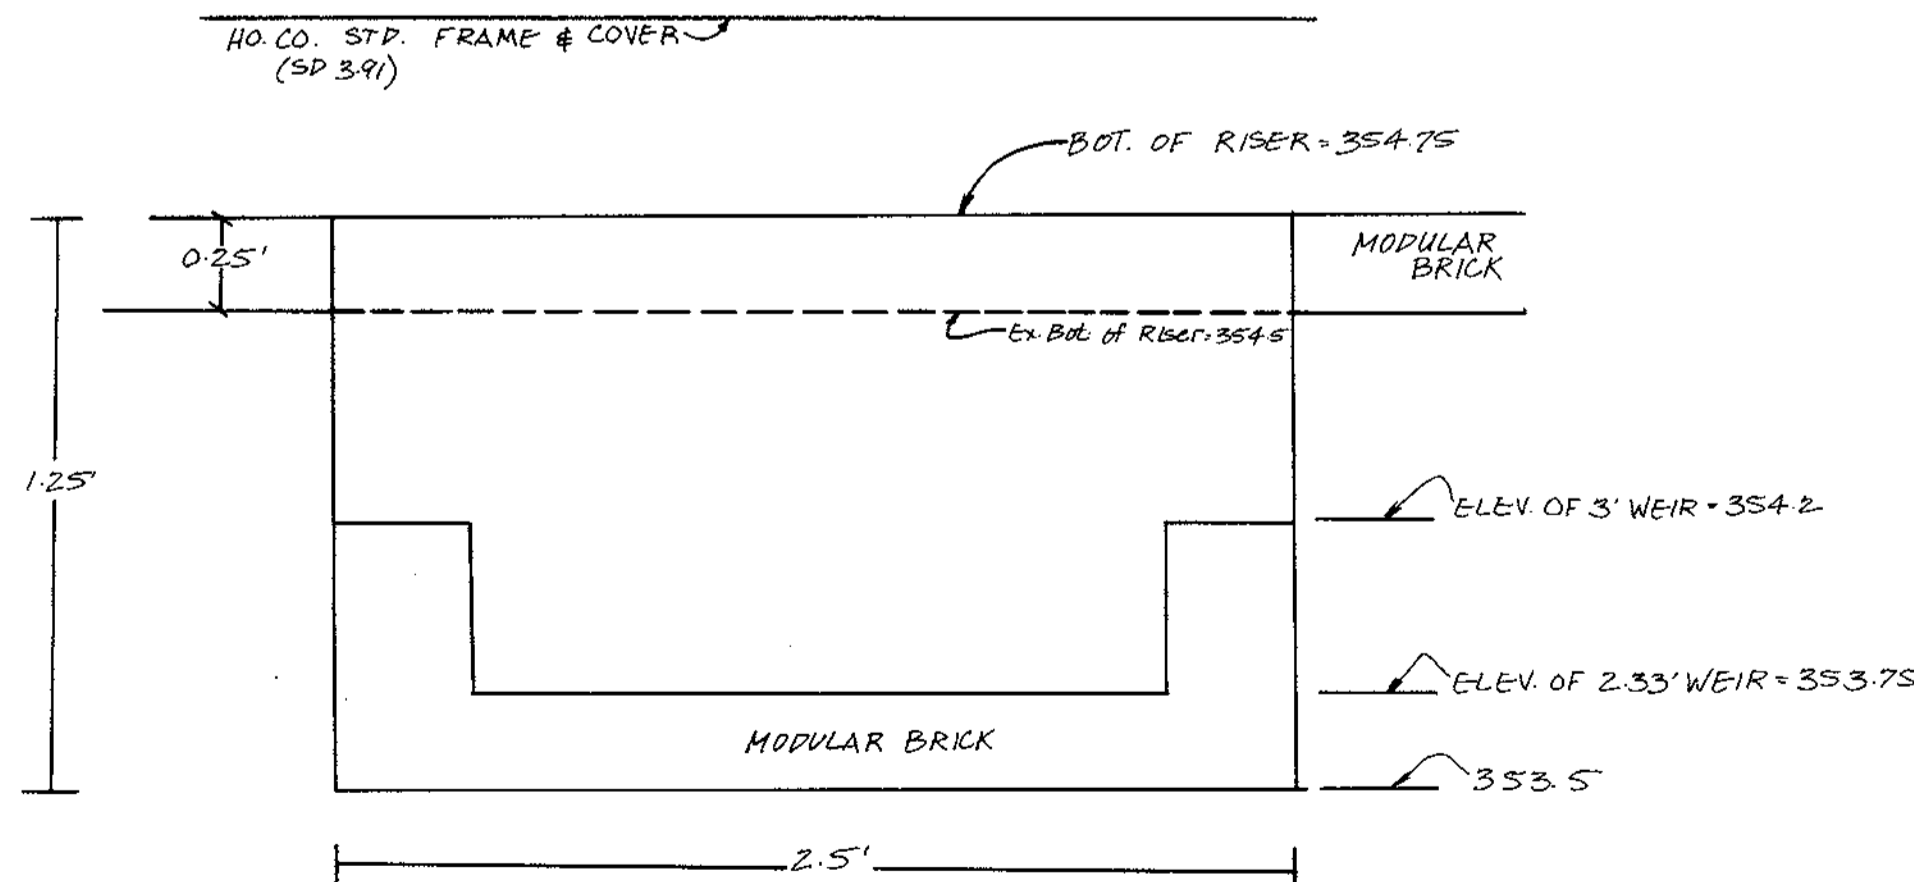 HO. CO. STD. FRAME & COVER
(SD 3.91)
BOT. OF RISER = 354.75
0.25'
MODULAR
BRICK
Ex. Bot. of Riser = 354.5
1.25'
ELEV. OF 3' WEIR = 354.2
ELEV. OF 2.33' WEIR = 353.75
MODULAR BRICK
353.5
2.5'